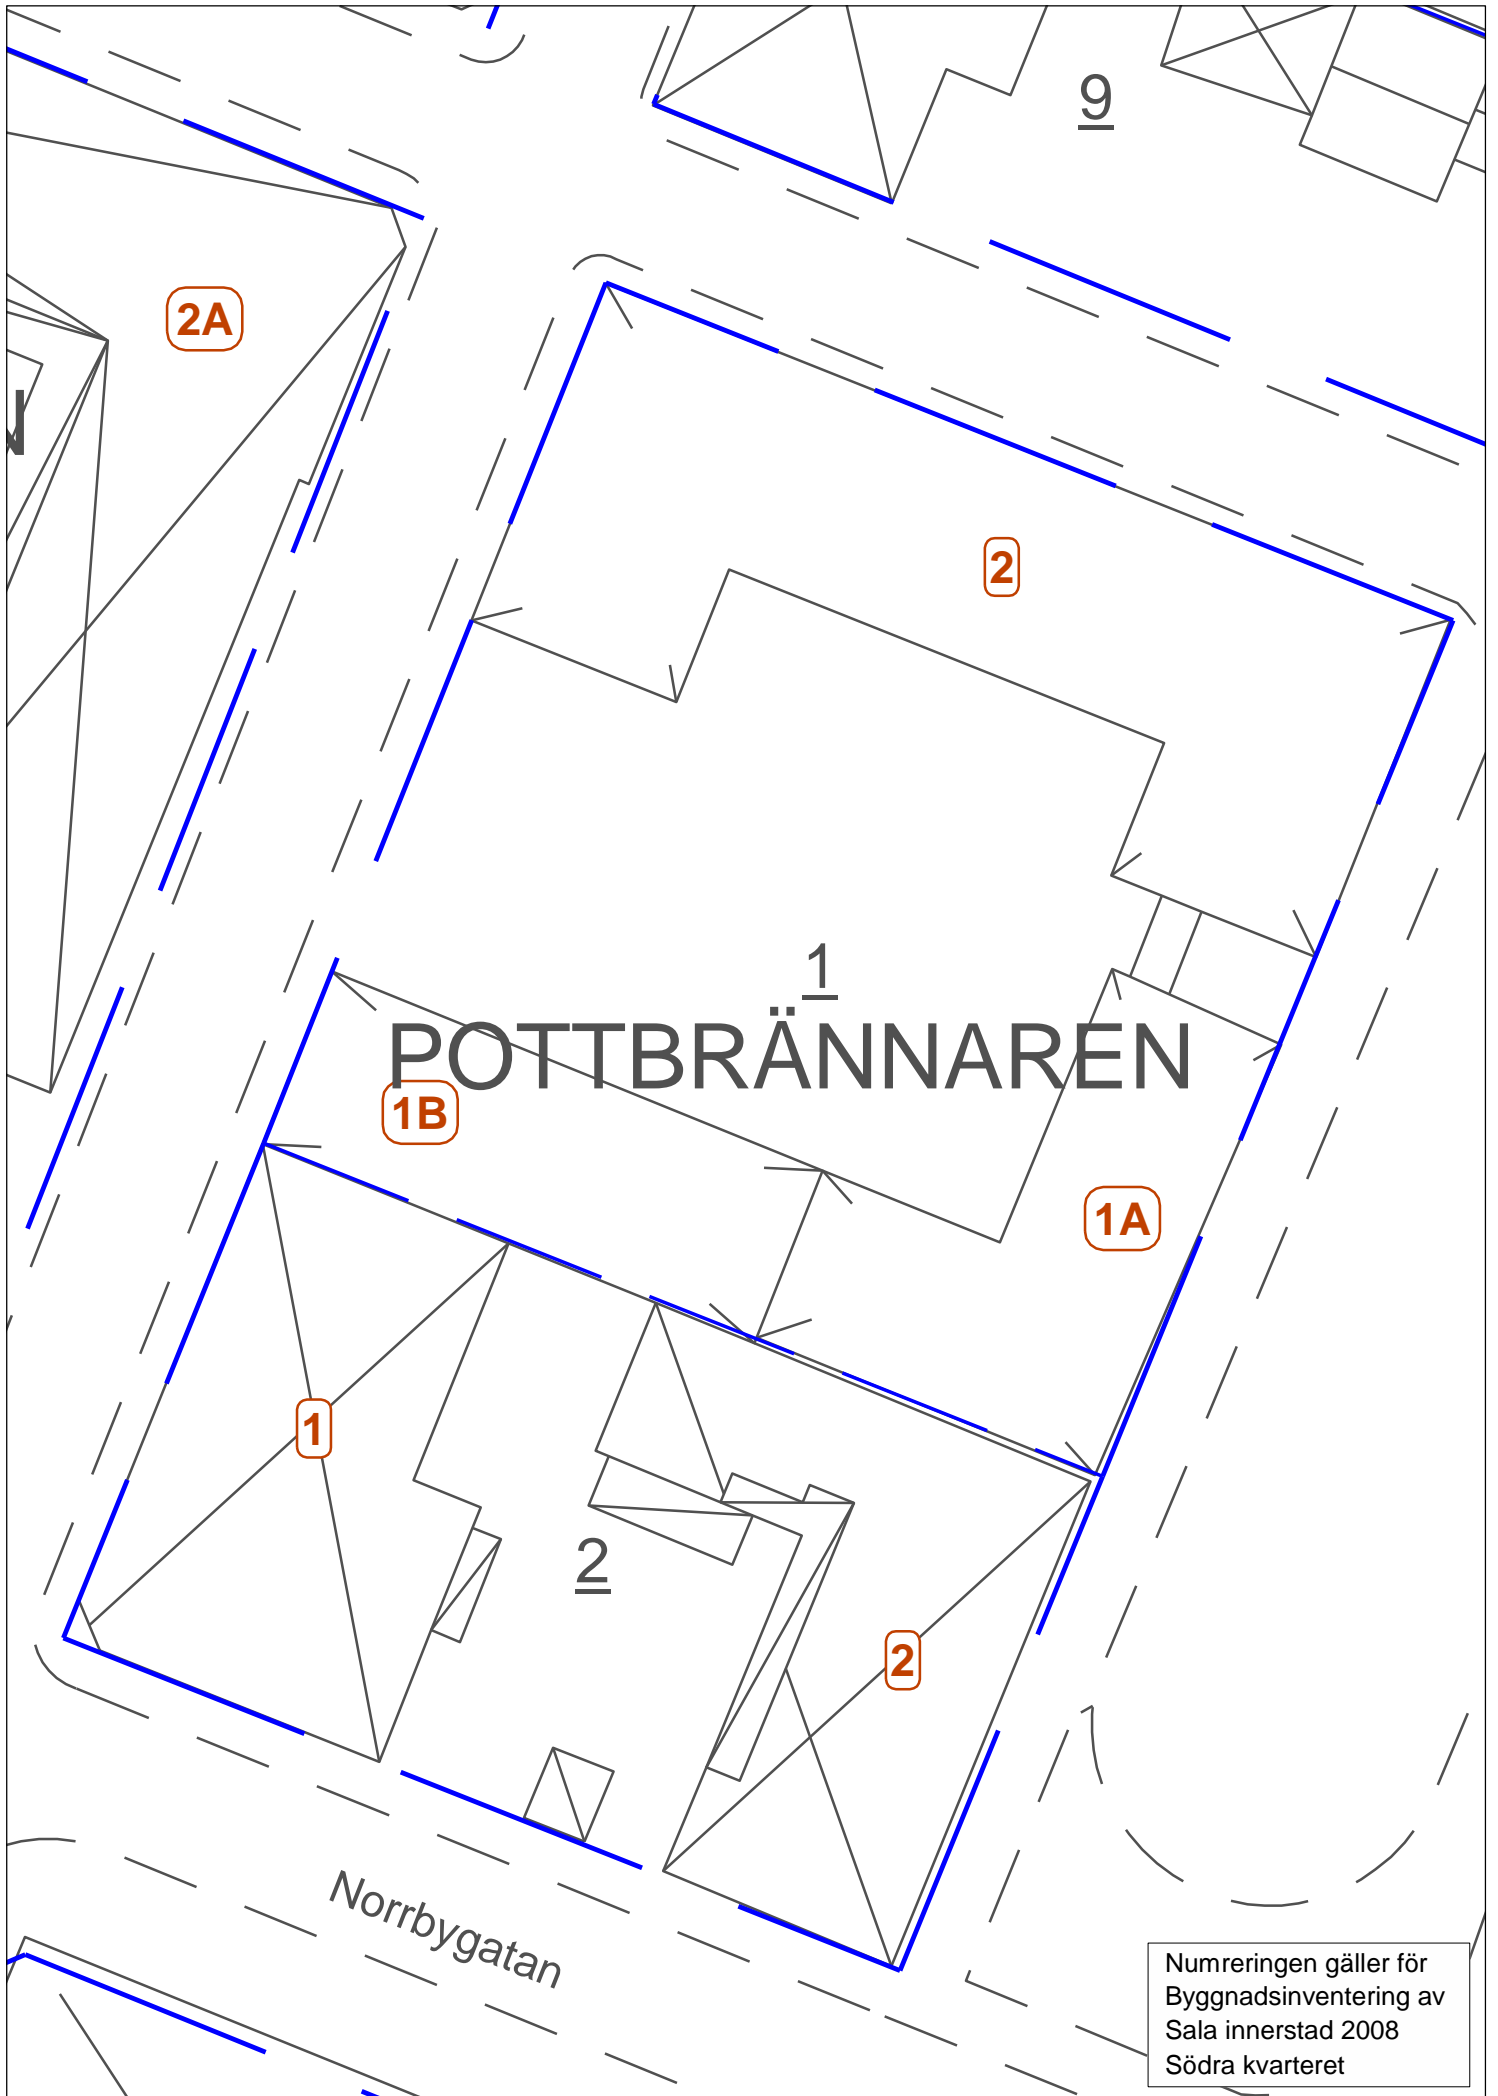 9
2A
N
2
1
POTTBRÄNNAREN
1B
1A
1
2
2
Norrbygatan
Numreringen gäller för
Byggnadsinventering av
Sala innerstad 2008
Södra kvarteret